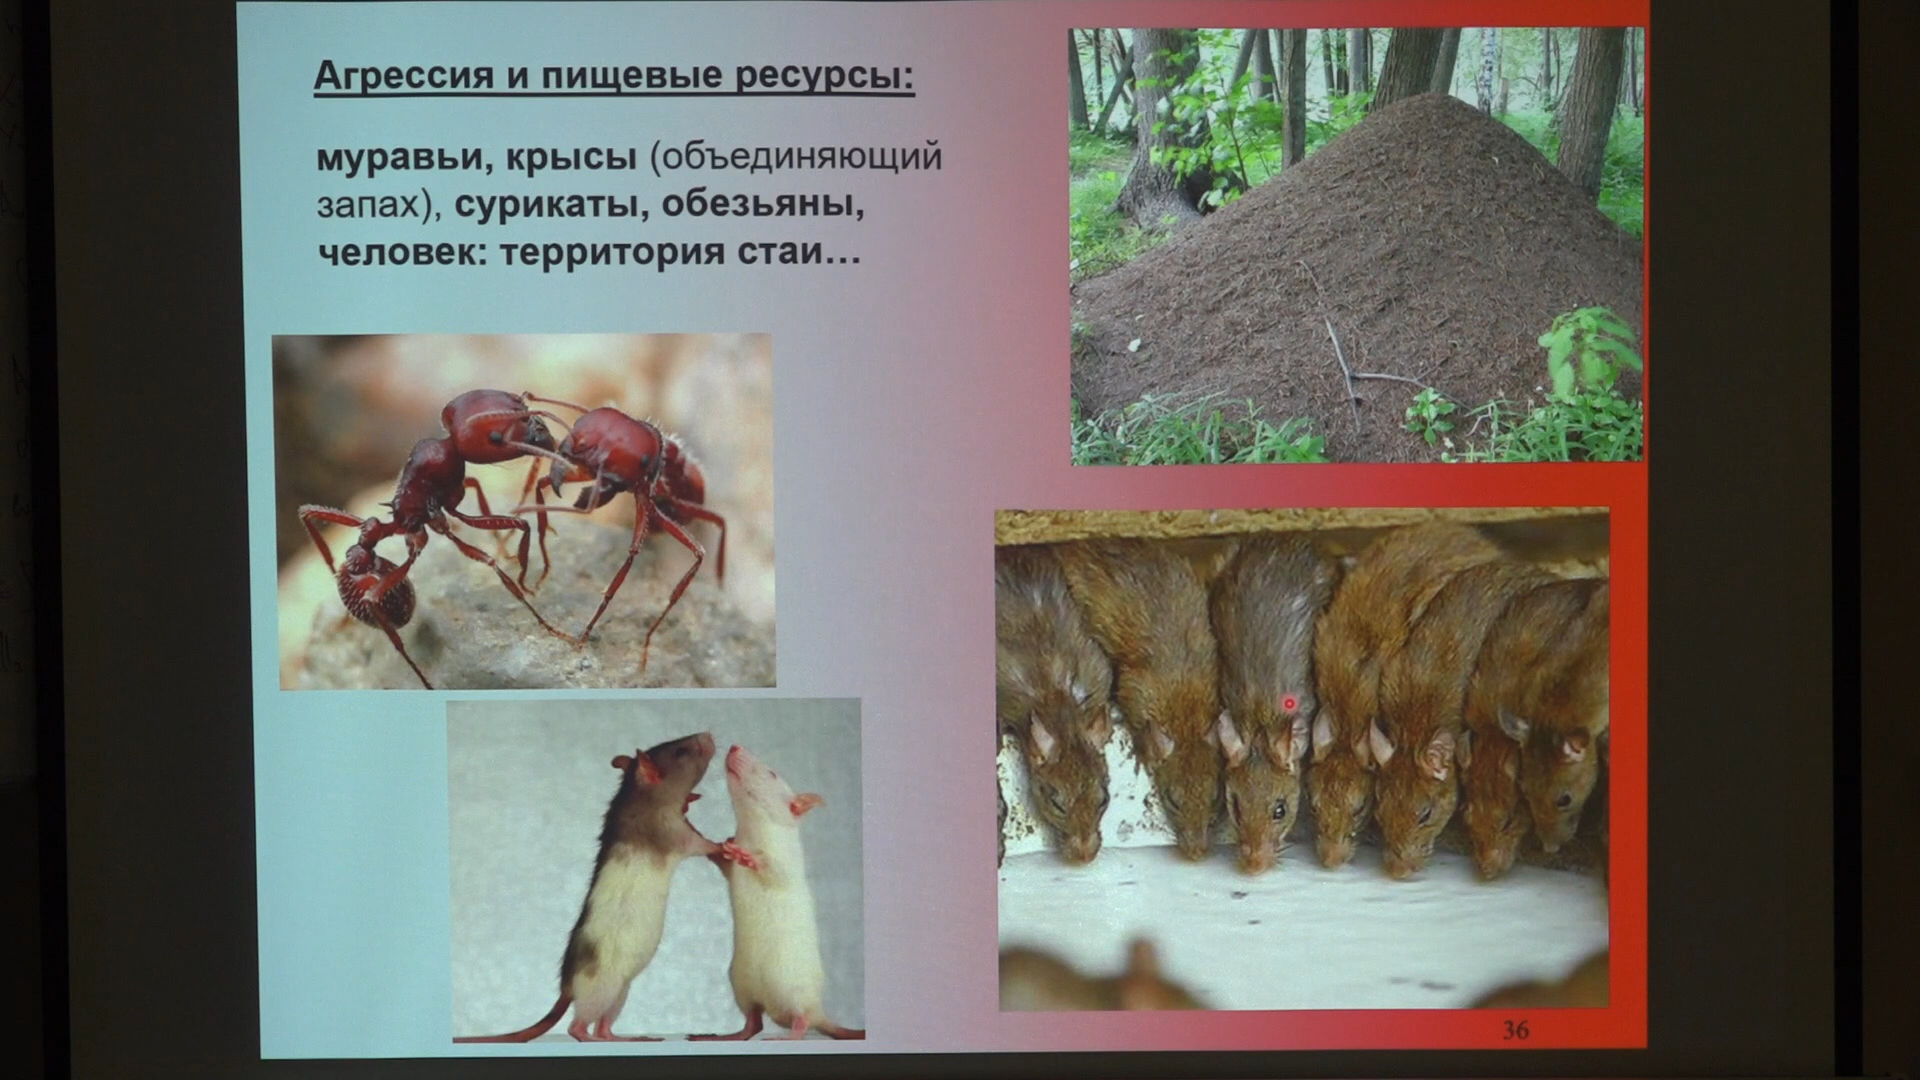 Агрессия и пищевые ресурсы:
муравьи, крысы (объединяющий
запах), сурикаты, обезьяны,
человек: территория стаи...
36